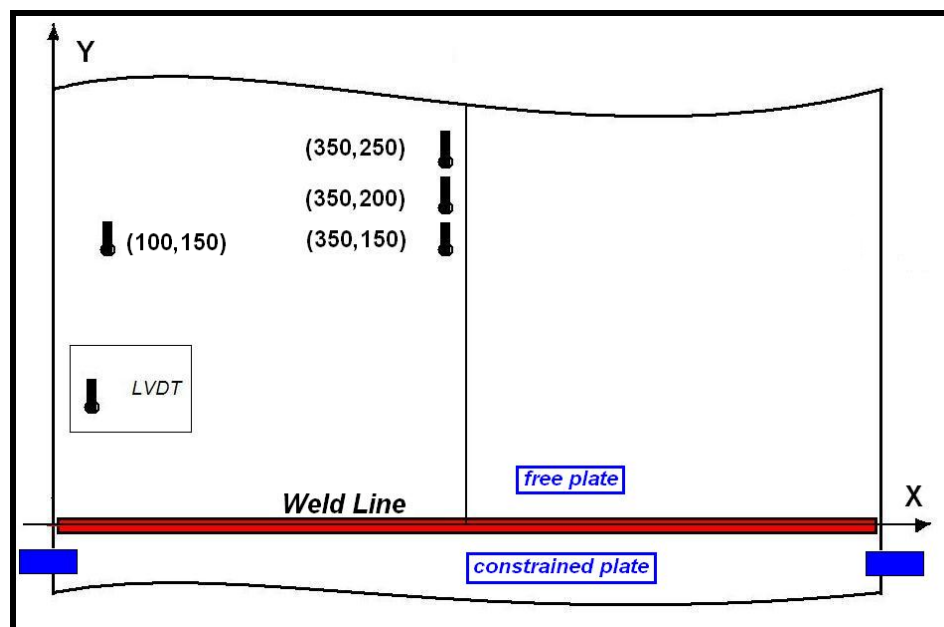 Y
(350,250)
(350,200)
(100,150)
(350,150)
LVDT
free plate
X
Weld Line
constrained plate